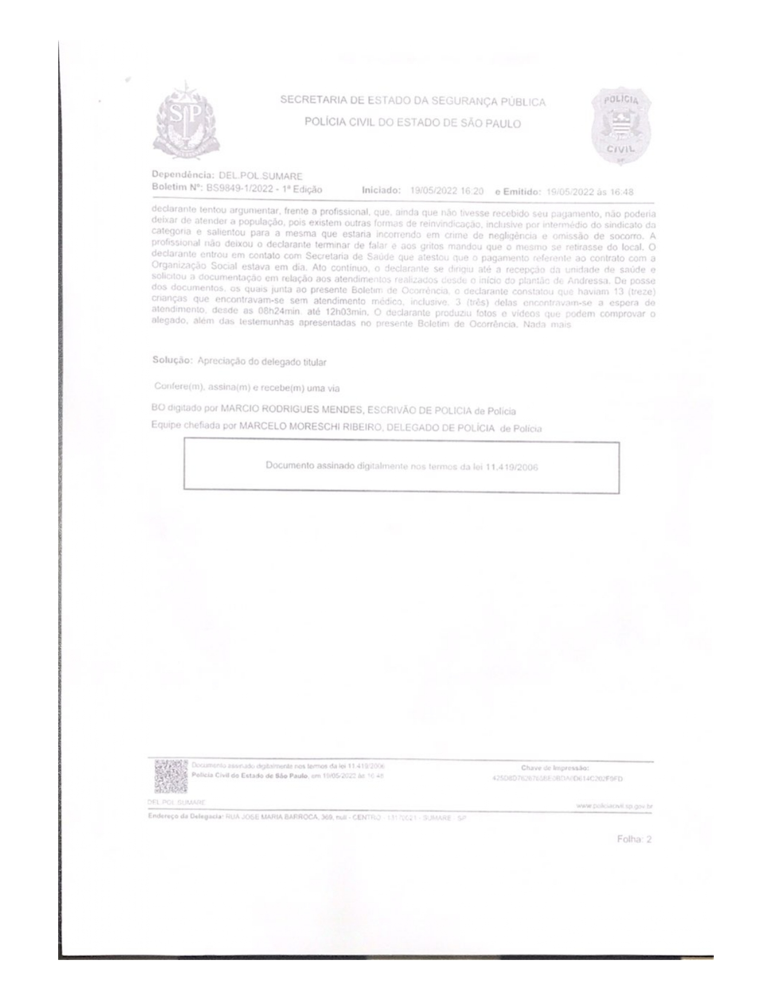 SECRETARIA DE ESTADO DA SEGURANÇA PÚBLICA
POLÍCIA CIVIL DO ESTADO DE SÃO PAULO
SP
POLÍCIA
CIVIL
SP
Dependência: DEL.POL.SUMARE
Boletim Nº: BS9849-1/2022 - 1ª Edição Iniciado: 19/05/2022 16:20 e Emitido: 19/05/2022 às 16:48
declarante tentou argumentar, frente a profissional, que, ainda que não tivesse recebido seu pagamento, não poderia
deixar de atender a população, pois existem outras formas de reinvindicação, inclusive por intermédio do sindicato da
categoria e salientou para a mesma que estaria incorrendo em crime de negligência e omissão de socorro. A
profissional não deixou o declarante terminar de falar e aos gritos mandou que o mesmo se retirasse do local. O
declarante entrou em contato com Secretaria de Saúde que atestou que o pagamento referente ao contrato com a
Organização Social estava em dia. Ato contínuo, o declarante se dirigiu até a recepção da unidade de saúde e
solicitou a documentação em relação aos atendimentos realizados desde o início do plantão de Andressa. De posse
dos documentos, os quais junta ao presente Boletim de Ocorrência, o declarante constatou que haviam 13 (treze)
crianças que encontravam-se sem atendimento médico, inclusive, 3 (três) delas encontravam-se a espera de
atendimento, desde as 08h24min. até 12h03min. O declarante produziu fotos e vídeos que podem comprovar o
alegado, além das testemunhas apresentadas no presente Boletim de Ocorrência. Nada mais
Solução: Apreciação do delegado titular
Confere(m), assina(m) e recebe(m) uma via
BO digitado por MARCIO RODRIGUES MENDES, ESCRIVÃO DE POLICIA de Polícia
Equipe chefiada por MARCELO MORESCHI RIBEIRO, DELEGADO DE POLÍCIA de Polícia
Documento assinado digitalmente nos termos da lei 11.419/2006
Documento assinado digitalmente nos termos da lei 11.419/2006
Polícia Civil do Estado de São Paulo, em 19/05/2022 às 16:48
Chave de Impressão:
DEL.POL.SUMARE
www.policiacivil.sp.gov.br
Endereço da Delegacia: RUA JOSE MARIA BARROCA, 369, null - CENTRO - 13170021 - SUMARE - SP
Folha: 2